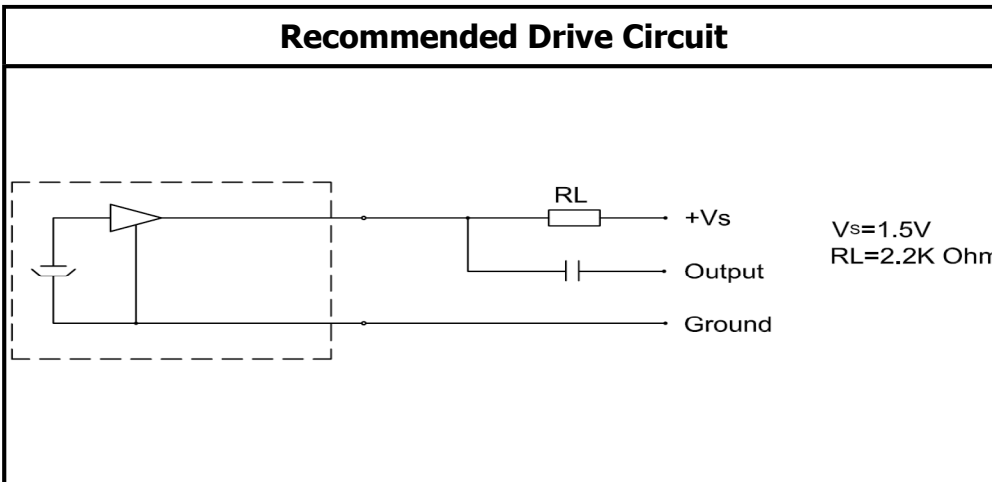 Recommended Drive Circuit
RL
+Vs
Output
Ground
Vs=1.5V
RL=2.2K Ohm